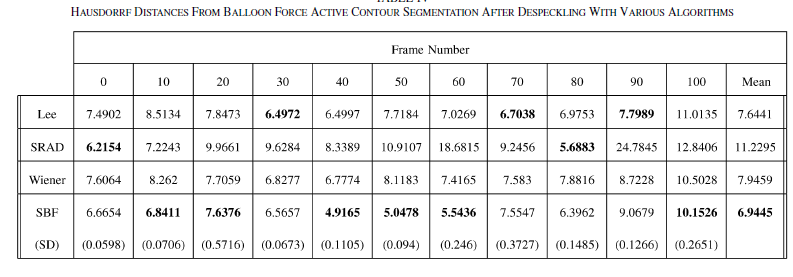 HAUSDORRF DISTANCES FROM BALLOON FORCE ACTIVE CONTOUR SEGMENTATION AFTER DESPECKLING WITH VARIOUS ALGORITHMS
Frame Number
0 10 20 30 40 50 60 70 80 90 100 Mean
Lee 7.4902 8.5134 7.8473 6.4972 6.4997 7.7184 7.0269 6.7038 6.9753 7.7989 11.0135 7.6441
SRAD 6.2154 7.2243 9.9661 9.6284 8.3389 10.9107 18.6815 9.2456 5.6883 24.7845 12.8406 11.2295
Wiener 7.6064 8.262 7.7059 6.8277 6.7774 8.1183 7.4165 7.583 7.8816 8.7228 10.5028 7.9459
SBF 6.6654 6.8411 7.6376 6.5657 4.9165 5.0478 5.5436 7.5547 6.3962 9.0679 10.1526 6.9445
(SD) (0.0598) (0.0706) (0.5716) (0.0673) (0.1105) (0.094) (0.246) (0.3727) (0.1485) (0.1266) (0.2651)